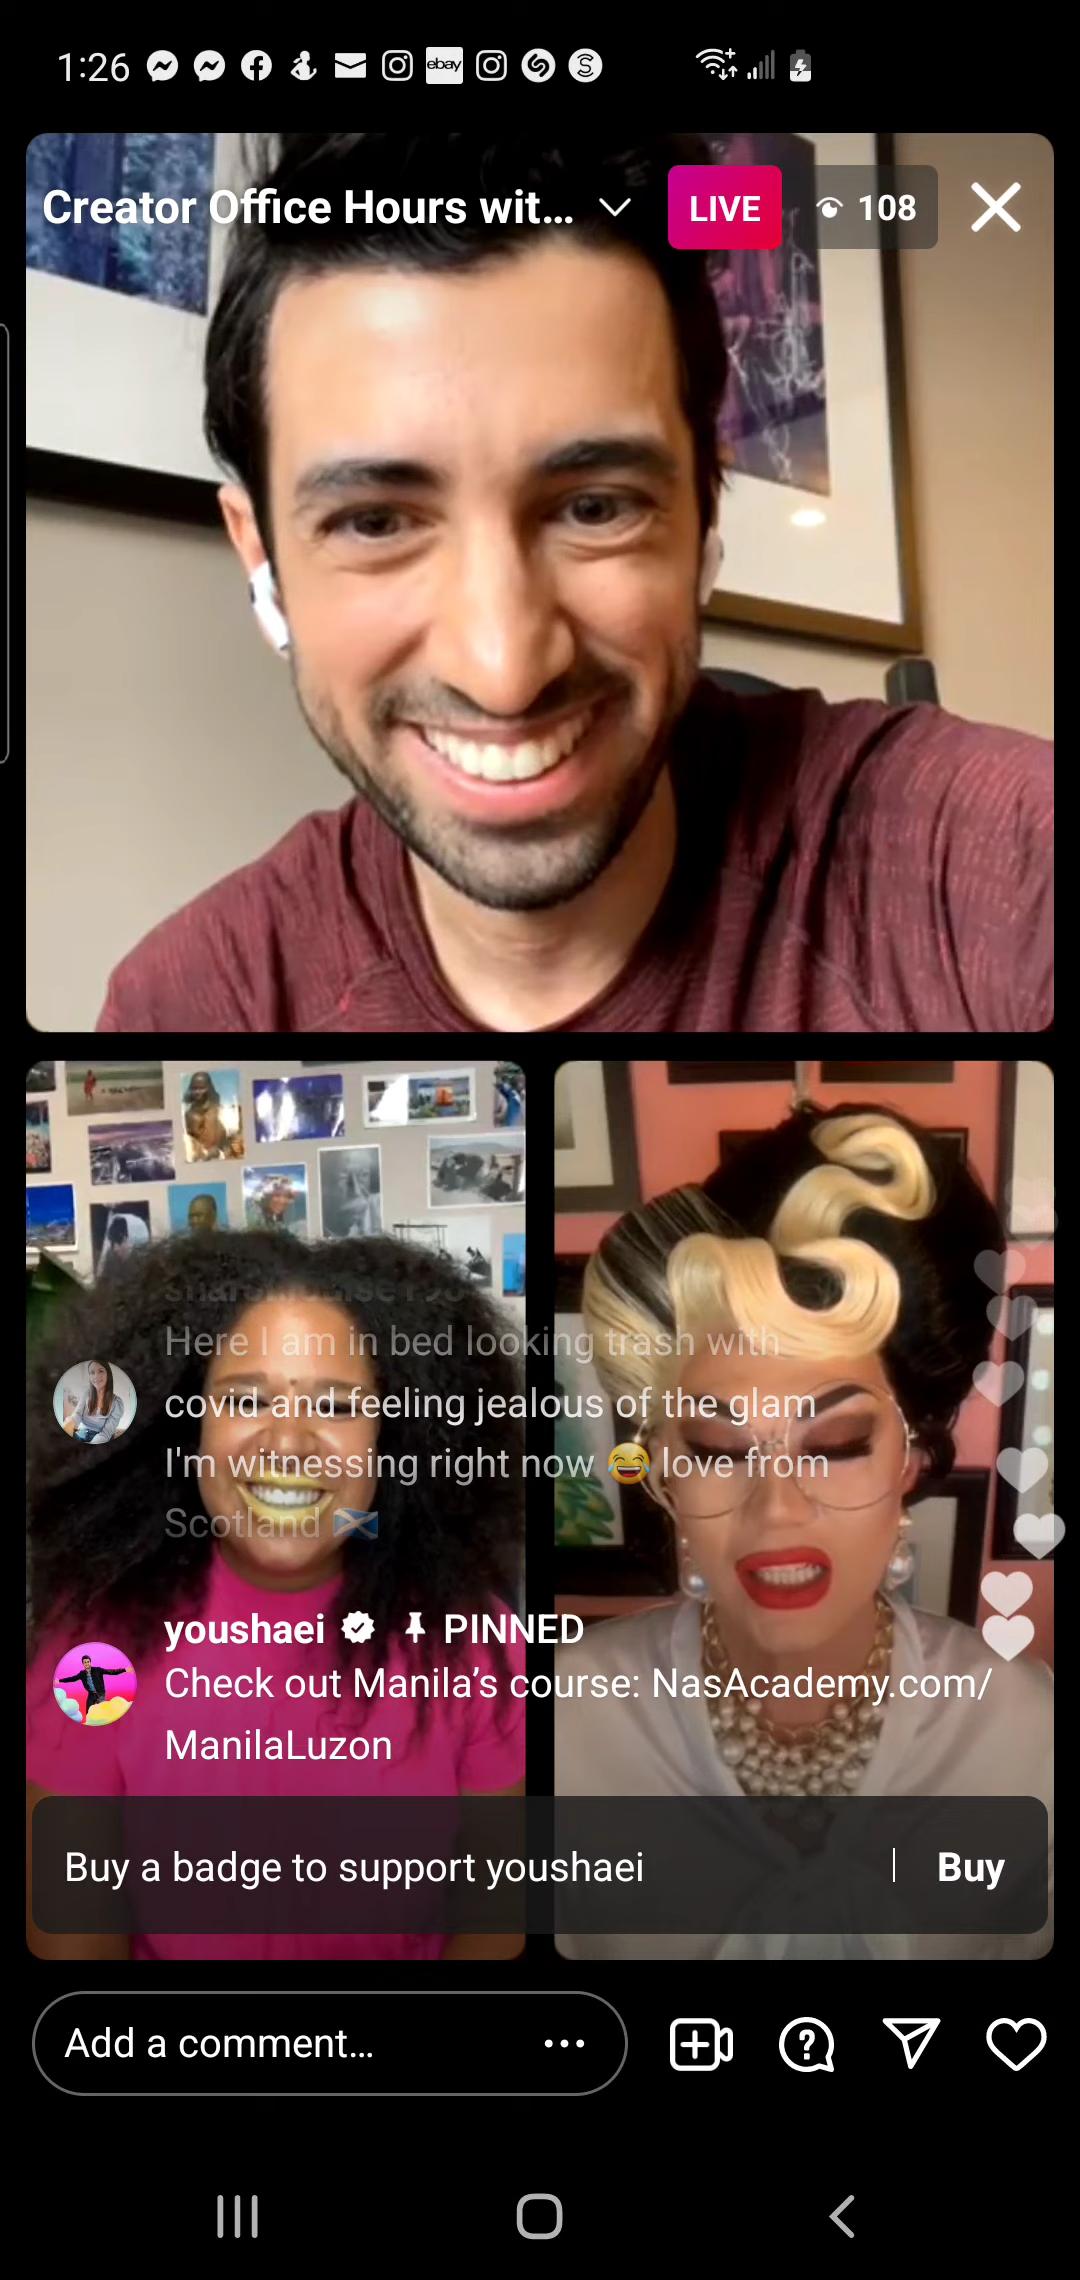 1:26
ebay
Creator Office Hours wit...
LIVE
108
Here I am in bed looking trash with
covid and feeling jealous of the glam
I'm witnessing right now 😂 love from
Scotland 🏴󠁧󠁢󠁳󠁣󠁴󠁿
youshaei PINNED
Check out Manila’s course: NasAcademy.com/
ManilaLuzon
Buy a badge to support youshaei | Buy
Add a comment...